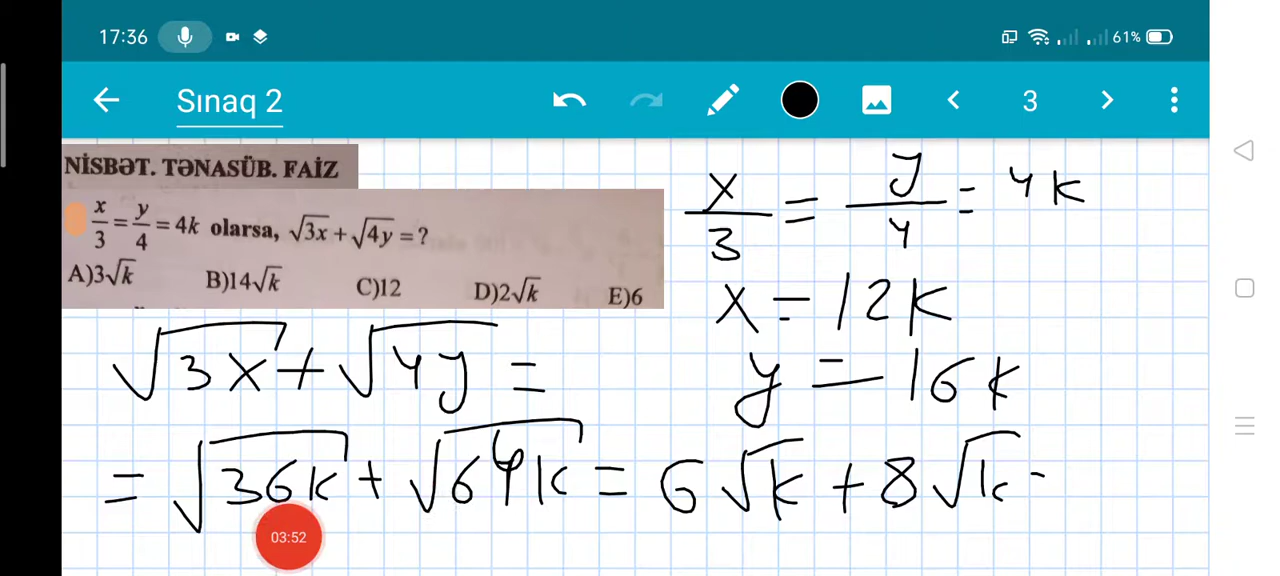 17:36 61%
Sınaq 2 3
NİSBƏT. TƏNASÜB. FAİZ
x/3 = y/4 = 4k olarsa, √3x + √4y = ?
A)3√k B)14√k C)12 D)2√k E)6
x/3 = y/4 = 4k
x = 12k
y = 16k
√3x + √4y =
= √36k + √64k = 6√k + 8√k =
03:52